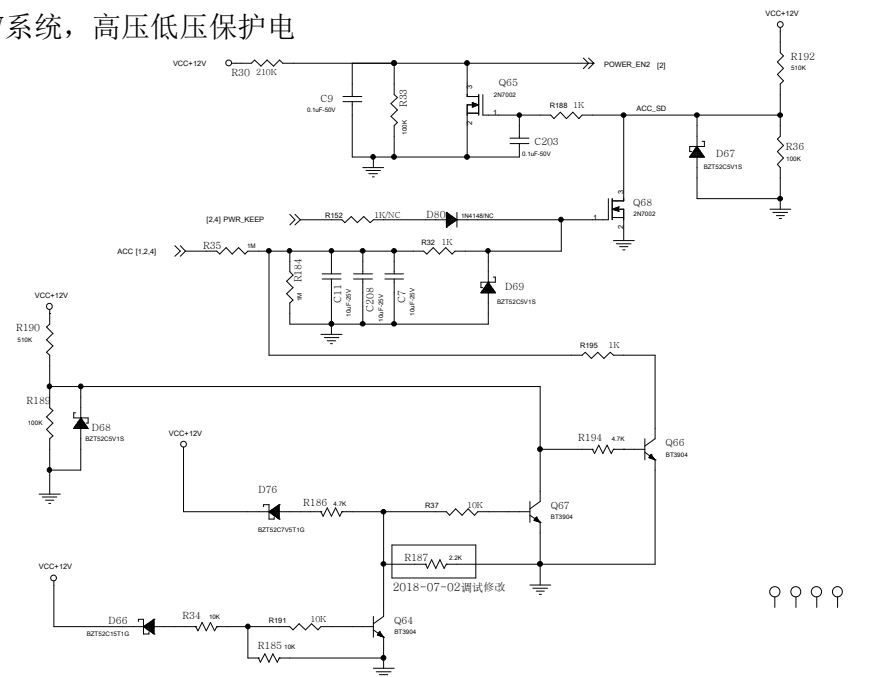 系统，高压低压保护电
VCC+12V
R192
510K
VCC+12V
R30 210K
POWER_EN2 [2]
C9
0.1uF-50V
R33
100K
3
Q65
2N7002
1
2
R188 1K
ACC_SD
C203
0.1uF-50V
D67
BZT52C5V1S
R36
100K
[2,4] PWR_KEEP
R152 1K/NC
D80 1N4148/NC
3
Q68
2N7002
1
2
ACC [1,2,4]
R35 1M
R184
1M
C11
10uF-25V
C208
10uF-25V
C7
10uF-25V
R32 1K
D69
BZT52C5V1S
VCC+12V
R190
510K
R195 1K
R189
100K
D68
BZT52C5V1S
VCC+12V
R194 4.7K
Q66
BT3904
D76
BZT52C7V5T1G
R186 4.7K
R37 10K
Q67
BT3904
R187 2.2K
2018-07-02调试修改
VCC+12V
D66
BZT52C15T1G
R34 10K
R191 10K
Q64
BT3904
R185 10K